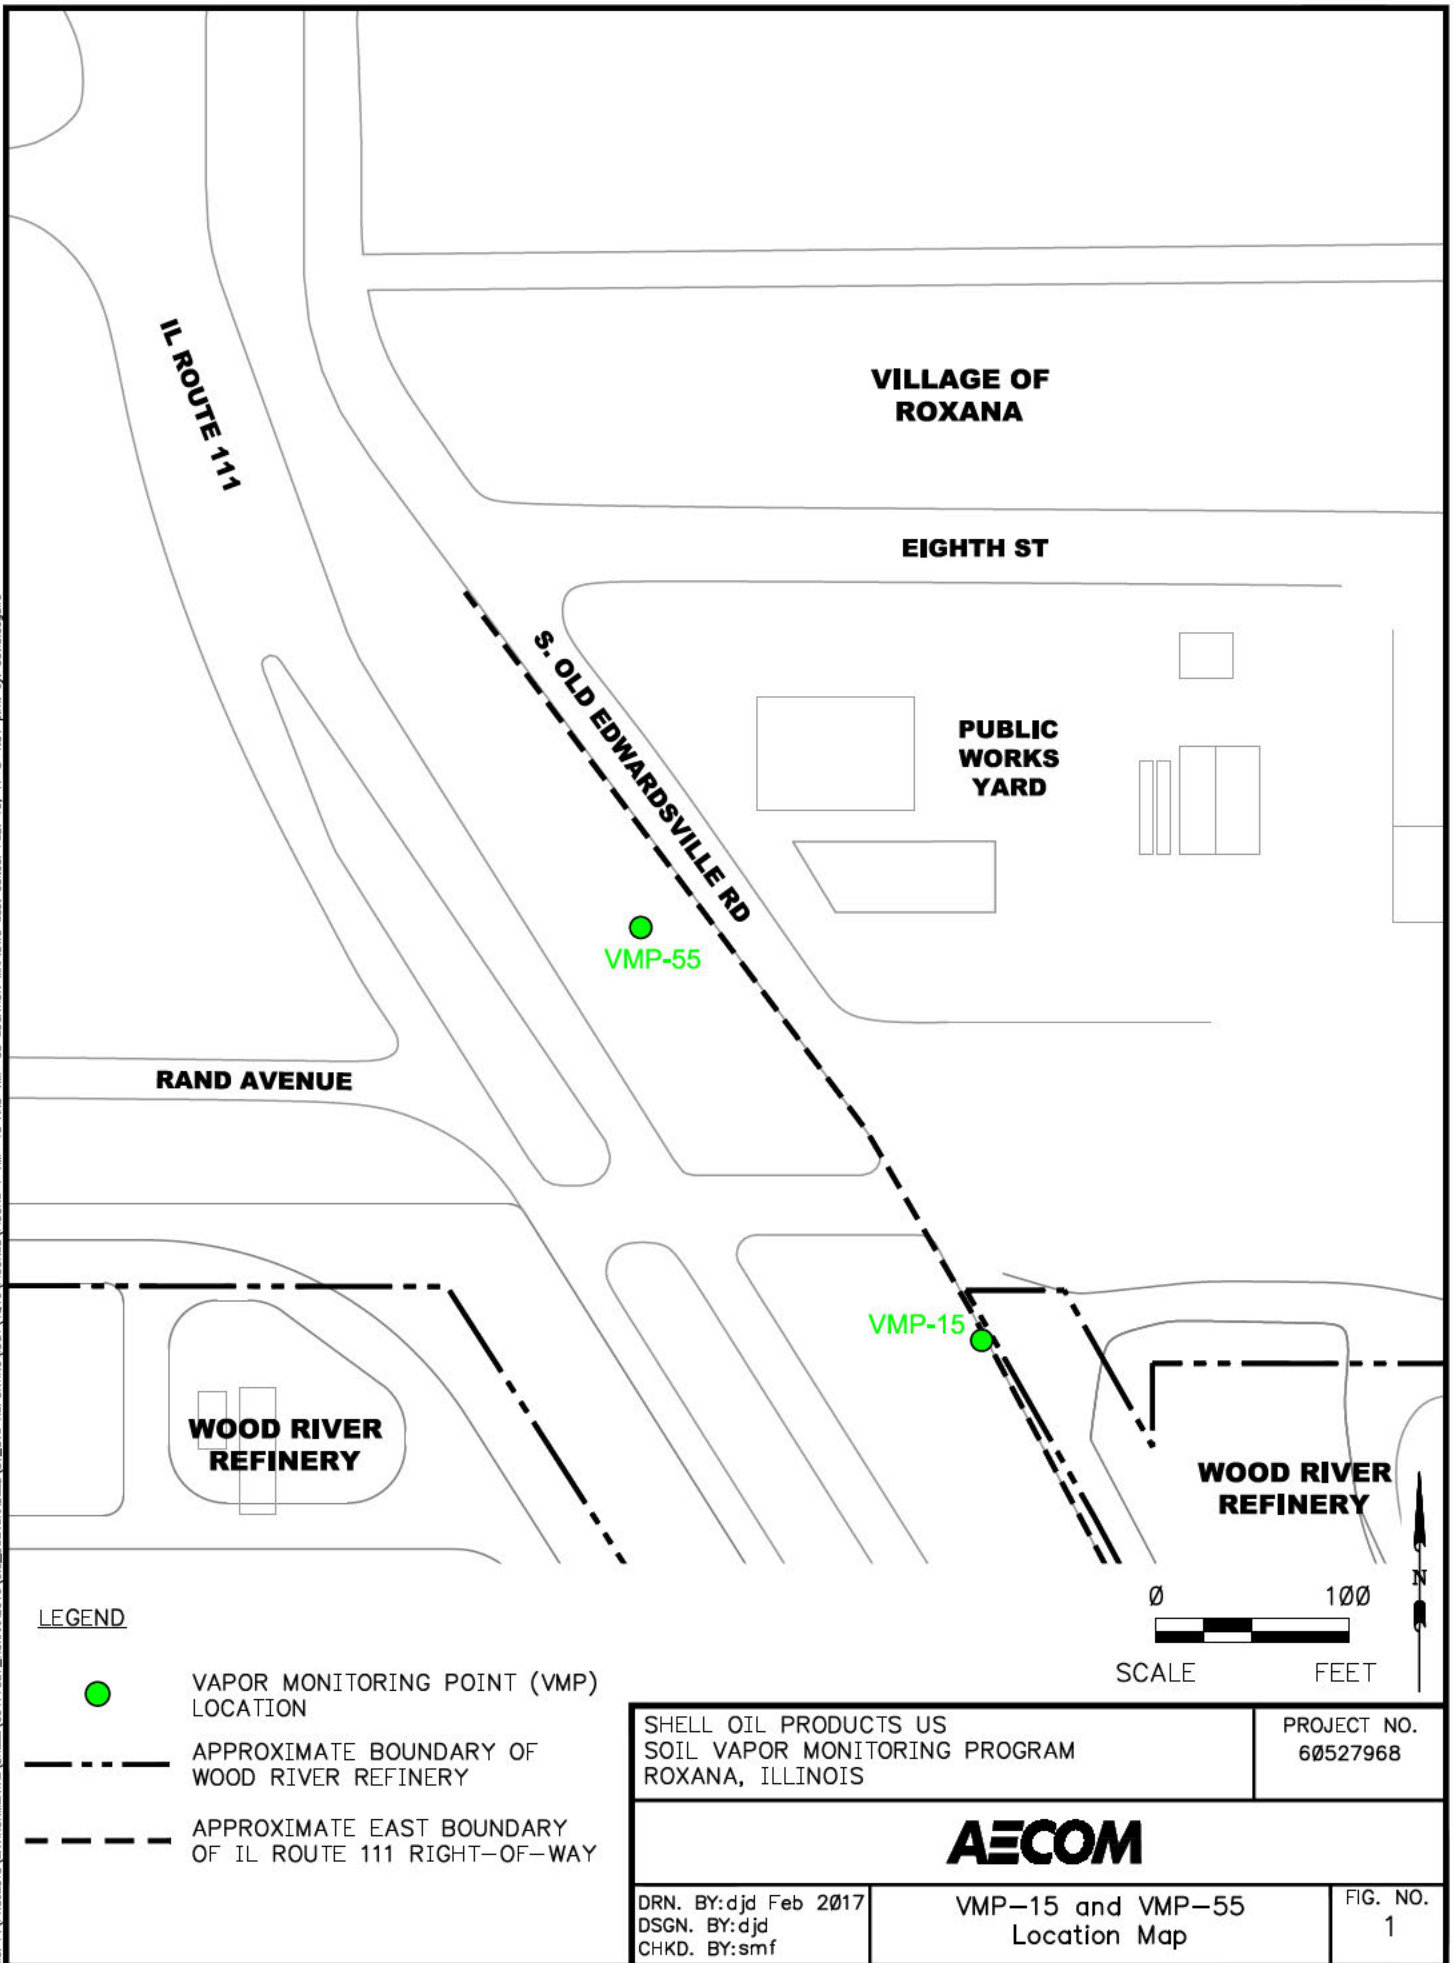 IL ROUTE 111
VILLAGE OF
ROXANA
EIGHTH ST
S. OLD EDWARDSVILLE RD
PUBLIC
WORKS
YARD
VMP-55
RAND AVENUE
VMP-15
WOOD RIVER
REFINERY
WOOD RIVER
REFINERY
N
0 100
SCALE FEET
LEGEND
VAPOR MONITORING POINT (VMP)
LOCATION
APPROXIMATE BOUNDARY OF
WOOD RIVER REFINERY
APPROXIMATE EAST BOUNDARY
OF IL ROUTE 111 RIGHT-OF-WAY
SHELL OIL PRODUCTS US
SOIL VAPOR MONITORING PROGRAM
ROXANA, ILLINOIS
PROJECT NO.
60527968
AECOM
DRN. BY:djd Feb 2017
DSGN. BY:djd
CHKD. BY:smf
VMP-15 and VMP-55
Location Map
FIG. NO.
1